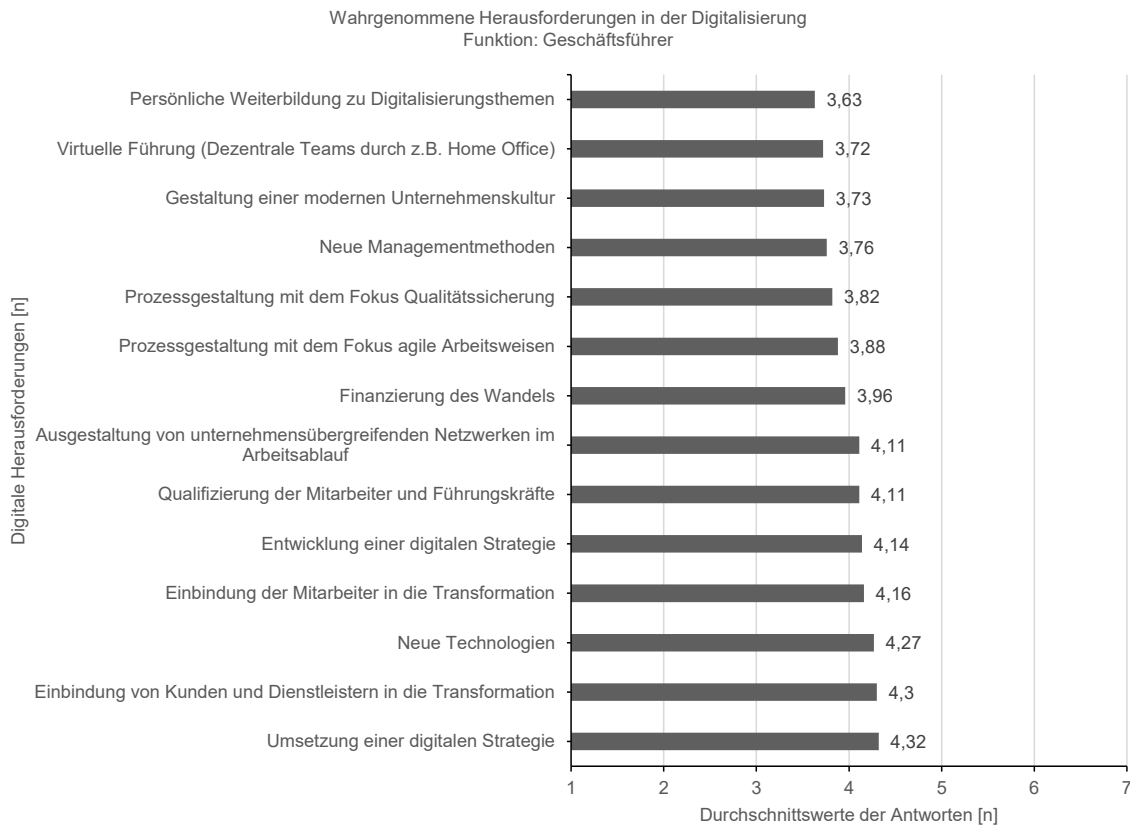 Wahrgenommene Herausforderungen in der Digitalisierung
Funktion: Geschäftsführer
Digitale Herausforderungen [n]
Persönliche Weiterbildung zu Digitalisierungsthemen 3,63
Virtuelle Führung (Dezentrale Teams durch z.B. Home Office) 3,72
Gestaltung einer modernen Unternehmenskultur 3,73
Neue Managementmethoden 3,76
Prozessgestaltung mit dem Fokus Qualitätssicherung 3,82
Prozessgestaltung mit dem Fokus agile Arbeitsweisen 3,88
Finanzierung des Wandels 3,96
Ausgestaltung von unternehmensübergreifenden Netzwerken im
Arbeitsablauf 4,11
Qualifizierung der Mitarbeiter und Führungskräfte 4,11
Entwicklung einer digitalen Strategie 4,14
Einbindung der Mitarbeiter in die Transformation 4,16
Neue Technologien 4,27
Einbindung von Kunden und Dienstleistern in die Transformation 4,3
Umsetzung einer digitalen Strategie 4,32
1 2 3 4 5 6 7
Durchschnittswerte der Antworten [n]